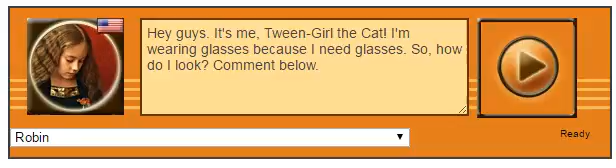 Hey guys. It's me, Tween-Girl the Cat! I'm
wearing glasses because I need glasses. So, how
do I look? Comment below.
Robin
Ready